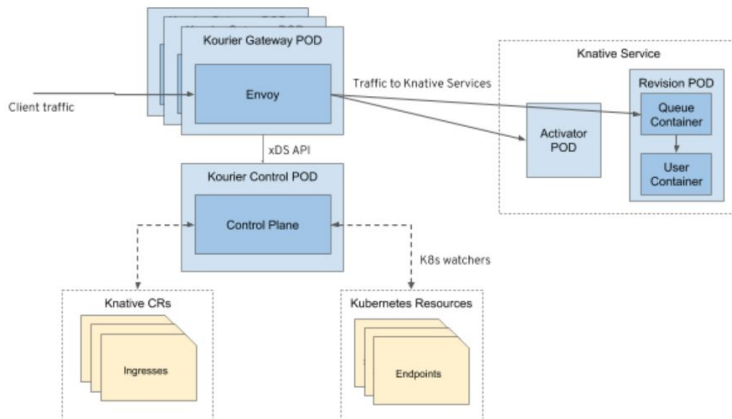 Kourier Gateway POD
Envoy
Client traffic
Traffic to Knative Services
Knative Service
Activator
POD
Revision POD
Queue
Container
User
Container
xDS API
Kourier Control POD
Control Plane
K8s watchers
Knative CRs
Ingresses
Kubernetes Resources
Endpoints